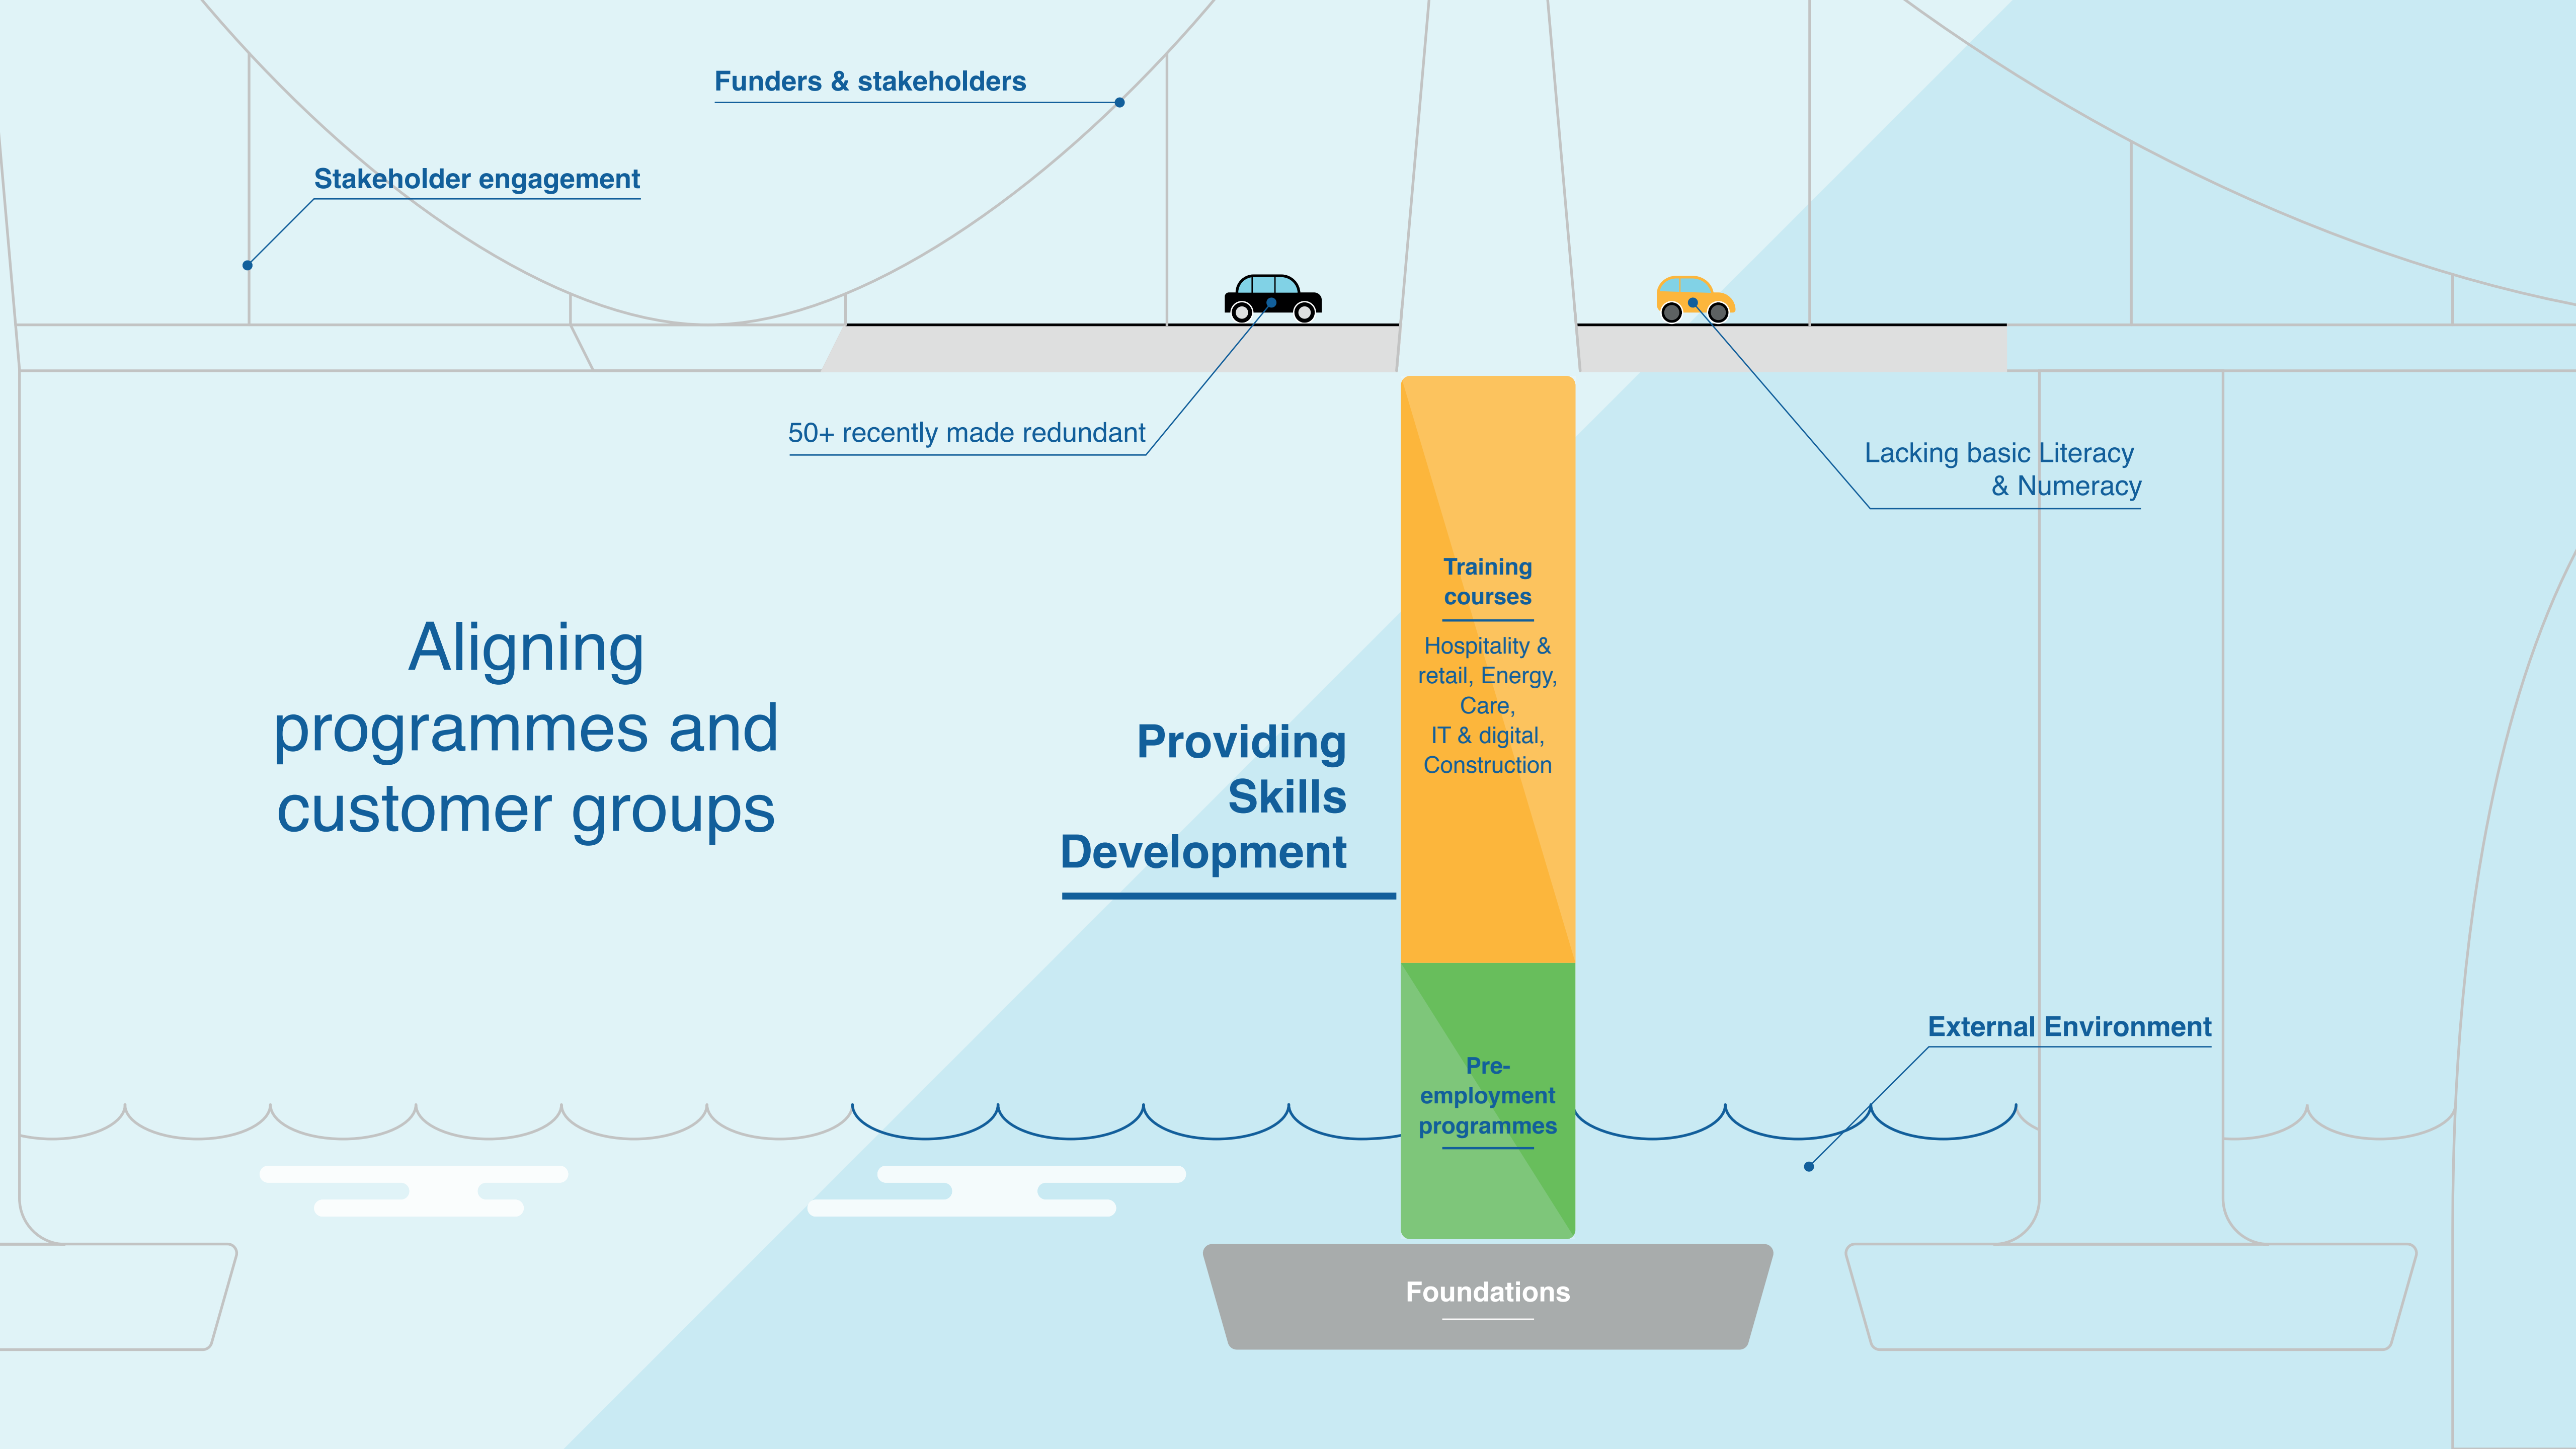 Funders & stakeholders
Stakeholder engagement
50+ recently made redundant
Lacking basic Literacy
& Numeracy
Aligning
programmes and
customer groups
Providing
Skills
Development
Training
courses
Hospitality &
retail, Energy,
Care,
IT & digital,
Construction
Pre-
employment
programmes
External Environment
Foundations